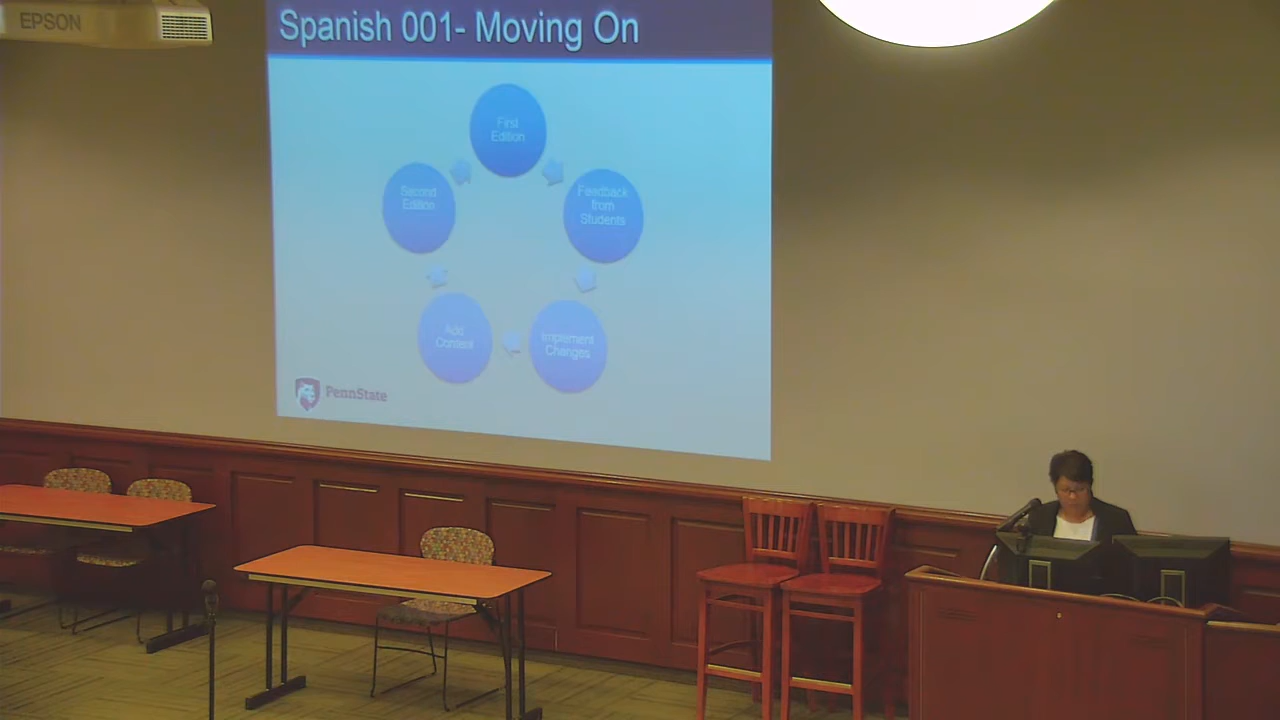 EPSON
Spanish 001- Moving On
First
Edition
Second
Edition
Feedback
from
Students
Add
Content
Implement
Changes
PennState